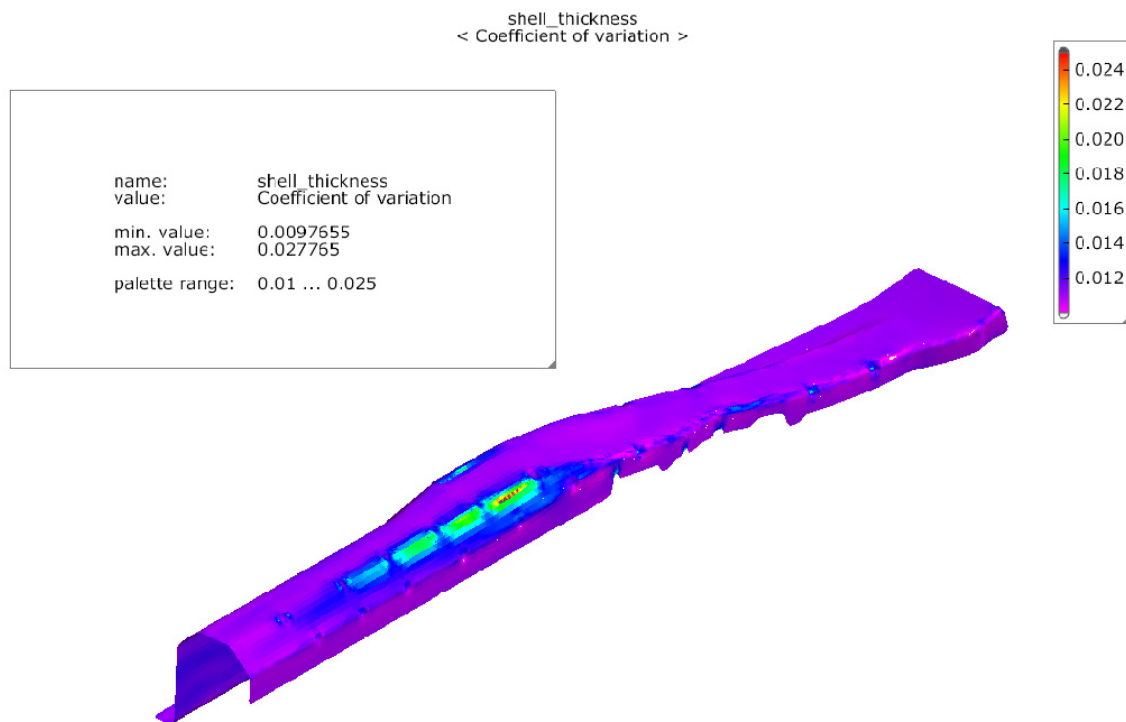 shell_thickness
< Coefficient of variation >
name: shell_thickness
value: Coefficient of variation
min. value: 0.0097655
max. value: 0.027765
palette range: 0.01 ... 0.025
0.024
0.022
0.020
0.018
0.016
0.014
0.012